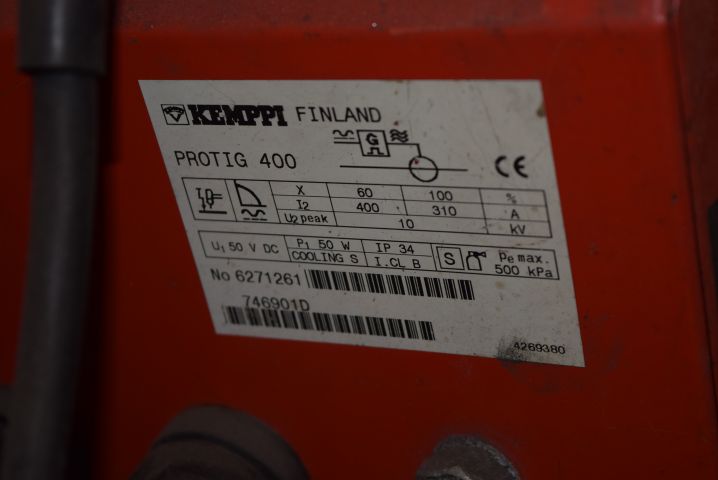 KEMPPI FINLAND
G
PROTIG 400
CE
X 60 100 %
I2 400 310 A
U2 peak 10 kV
U1 50 V DC P1 50 W IP 34
COOLING S I.CL B
S Pe max.
500 kPa
No 6271261
746901D
4269380